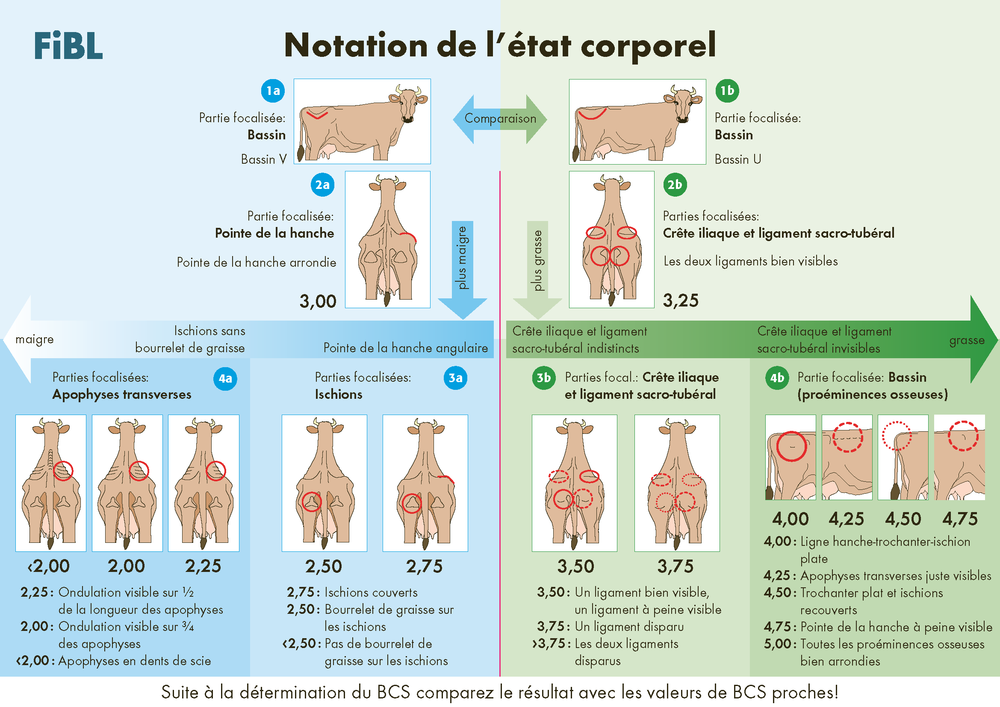 FiBL
Notation de l’état corporel
1a
Partie focalisée:
Bassin
Bassin V
Comparaison
1b
Partie focalisée:
Bassin
Bassin U
2a
Partie focalisée:
Pointe de la hanche
Pointe de la hanche arrondie
3,00
plus maigre
plus grasse
2b
Parties focalisées:
Crête iliaque et ligament sacro-tubéral
Les deux ligaments bien visibles
3,25
maigre
Ischions sans
bourrelet de graisse
Pointe de la hanche angulaire
Crête iliaque et ligament
sacro-tubéral indistincts
Crête iliaque et ligament
sacro-tubéral invisibles
grasse
Parties focalisées:
Apophyses transverses
4a
<2,00
2,00
2,25
2,25: Ondulation visible sur ½
de la longueur des apophyses
2,00: Ondulation visible sur ¾
des apophyses
<2,00: Apophyses en dents de scie
Parties focalisées:
Ischions
3a
2,50
2,75
2,75: Ischions couverts
2,50: Bourrelet de graisse sur
les ischions
<2,50: Pas de bourrelet de
graisse sur les ischions
3b
Parties focal.: Crête iliaque
et ligament sacro-tubéral
3,50
3,75
3,50: Un ligament bien visible,
un ligament à peine visible
3,75: Un ligament disparu
>3,75: Les deux ligaments
disparus
4b
Partie focalisée: Bassin
(proéminences osseuses)
4,00
4,25
4,50
4,75
4,00: Ligne hanche-trochanter-ischion
plate
4,25: Apophyses transverses juste visibles
4,50: Trochanter plat et ischions
recouverts
4,75: Pointe de la hanche à peine visible
5,00: Toutes les proéminences osseuses
bien arrondies
Suite à la détermination du BCS comparez le résultat avec les valeurs de BCS proches!